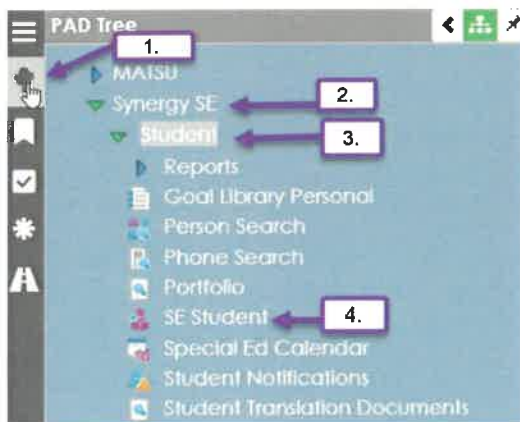 PAD Tree
1.
MATSU
Synergy SE
2.
Student
3.
Reports
Goal Library Personal
Person Search
Phone Search
Portfolio
SE Student
4.
Special Ed Calendar
Student Notifications
Student Translation Documents